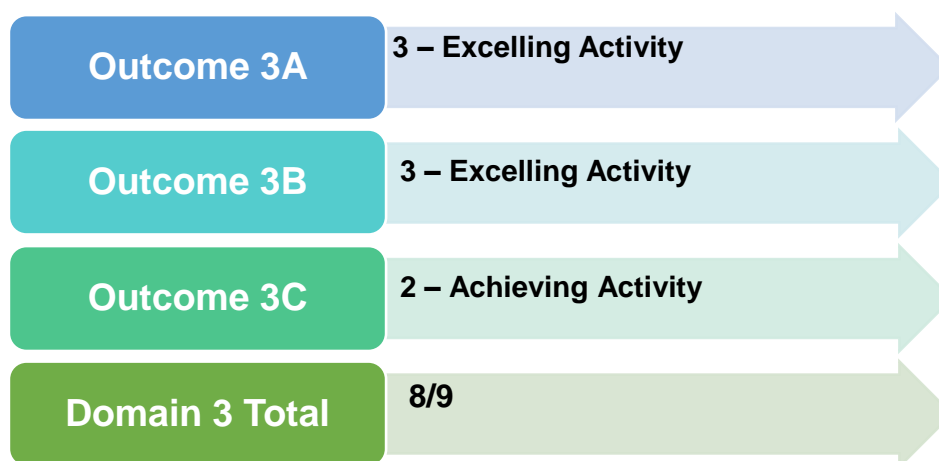 Outcome 3A
3 – Excelling Activity
Outcome 3B
3 – Excelling Activity
Outcome 3C
2 – Achieving Activity
Domain 3 Total
8/9